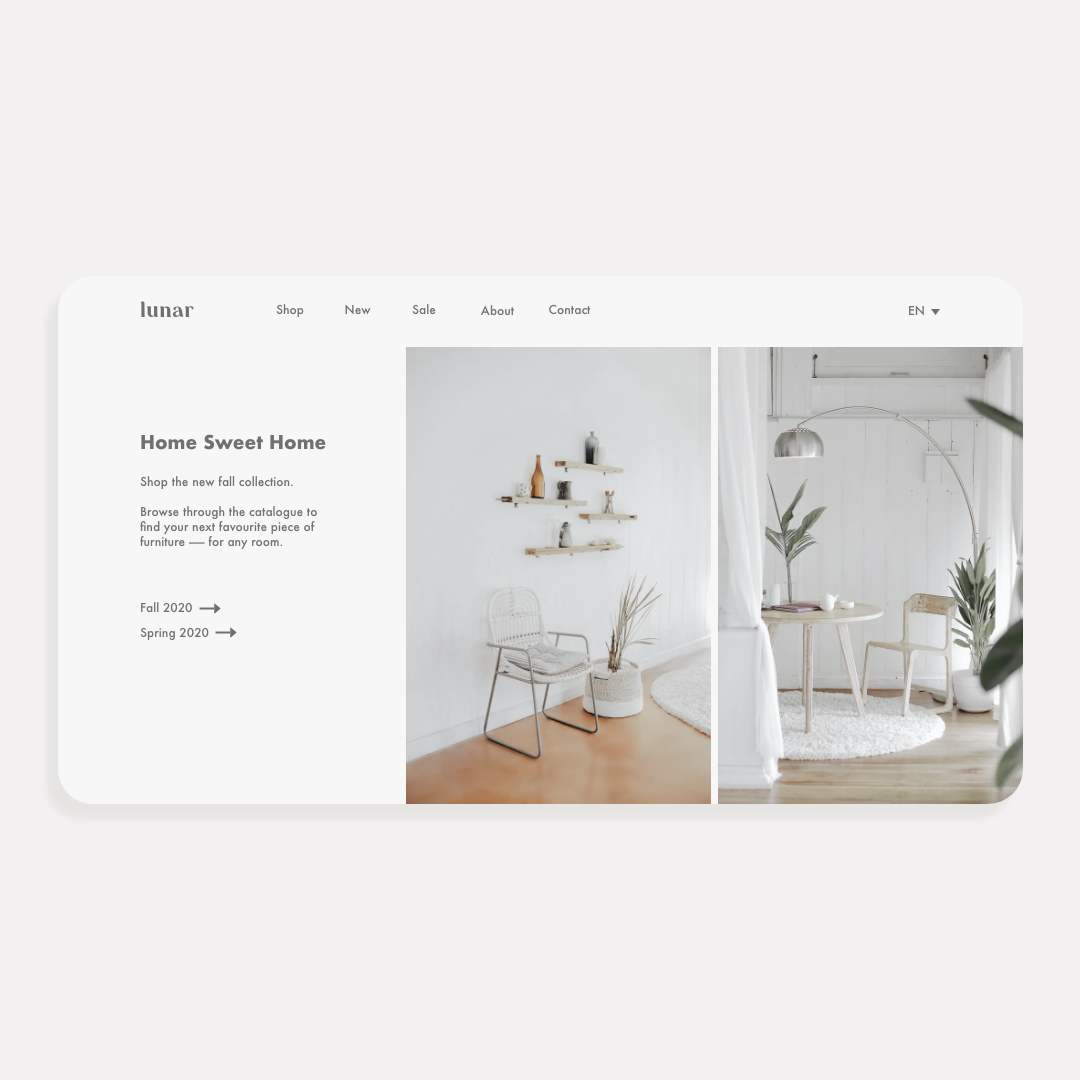 lunar
Shop New Sale About Contact
EN
Home Sweet Home
Shop the new fall collection.
Browse through the catalogue to
find your next favourite piece of
furniture — for any room.
Fall 2020
Spring 2020